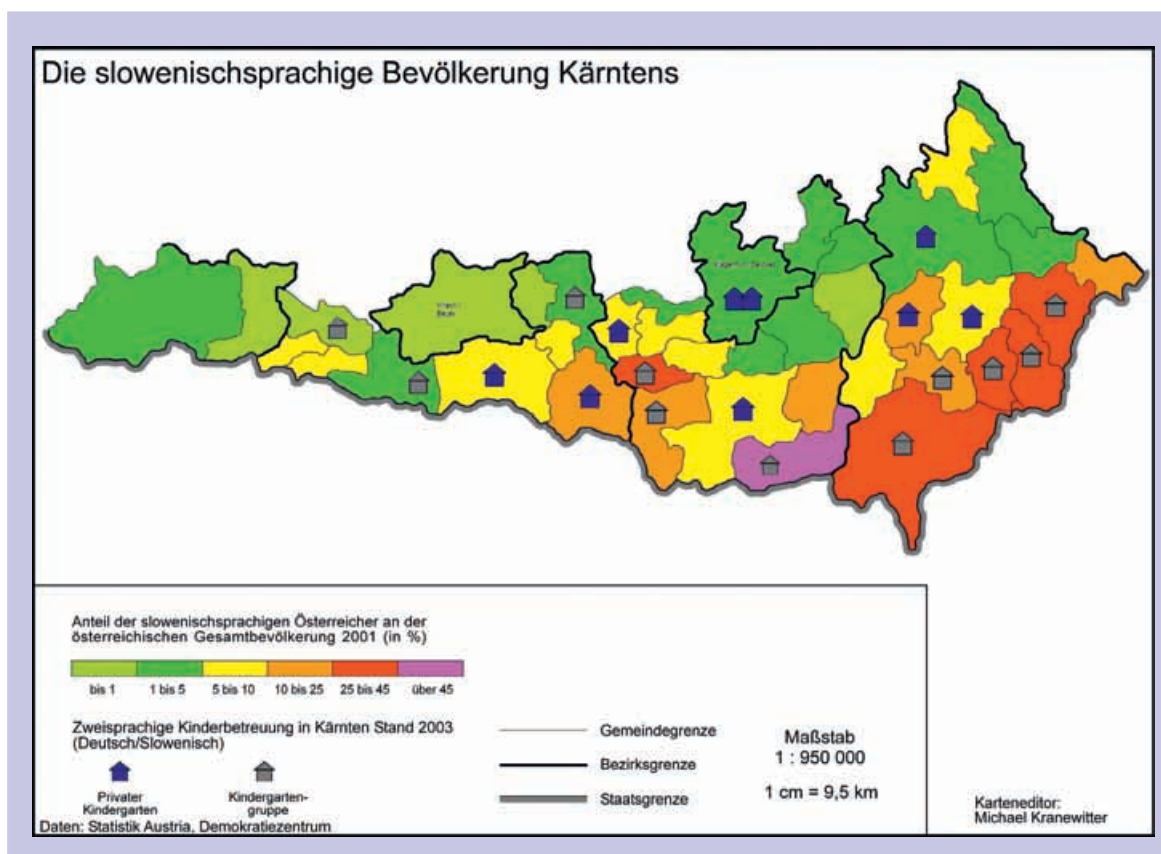 Die slowenischsprachige Bevölkerung Kärntens
Anteil der slowenischsprachigen Österreicher an der
österreichischen Gesamtbevölkerung 2001 (in %)
bis 1
1 bis 5
5 bis 10
10 bis 25
25 bis 45
über 45
Zweisprachige Kinderbetreuung in Kärnten Stand 2003
(Deutsch/Slowenisch)
Privater
Kindergarten
Kindergarten-
gruppe
Daten: Statistik Austria, Demokratiezentrum
Gemeindegrenze
Bezirksgrenze
Staatsgrenze
Maßstab
1 : 950 000
1 cm = 9,5 km
Karteneditor:
Michael Kranewitter